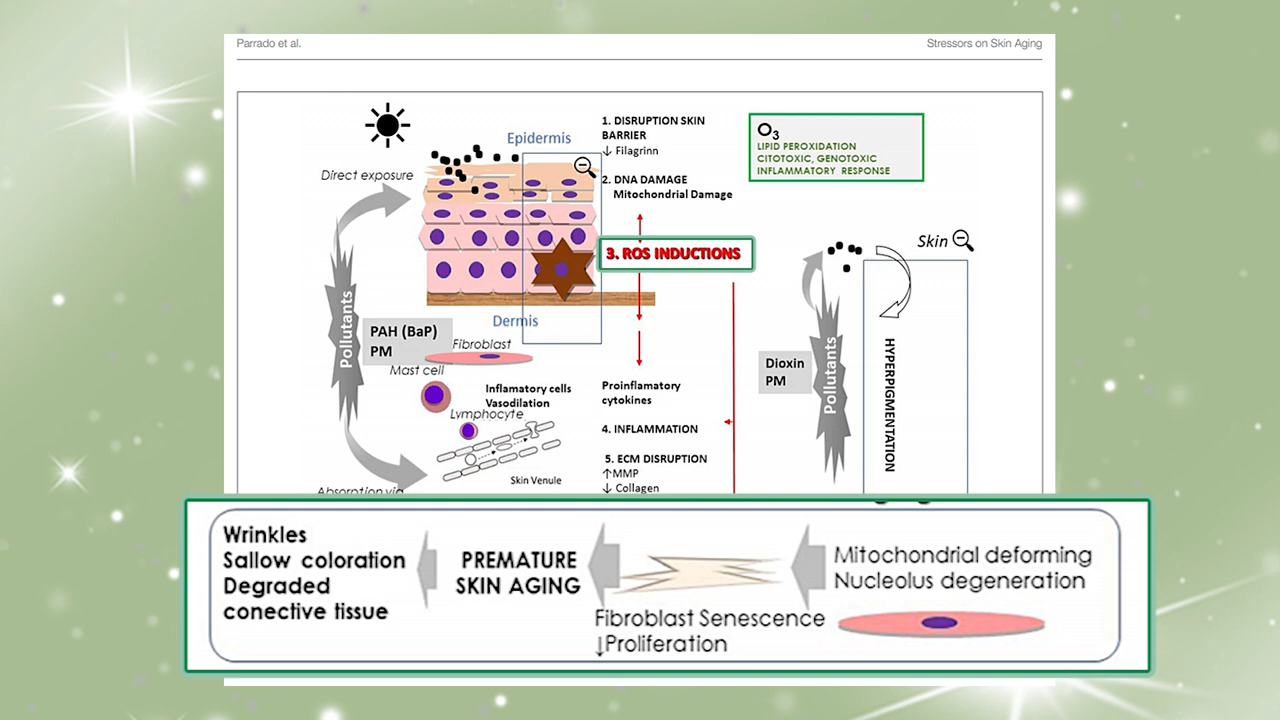 Parrado et al.
Stressors on Skin Aging
Epidermis
Direct exposure
Pollutants
PAH (BaP)
PM
Dermis
Fibroblast
Mast cell
Inflamatory cells
Vasodilation
Lymphocyte
Skin Venule
Absorption via
1. DISRUPTION SKIN
BARRIER
↓ Filagrinn
2. DNA DAMAGE
Mitochondrial Damage
3. ROS INDUCTIONS
Proinflamatory
cytokines
4. INFLAMMATION
5. ECM DISRUPTION
↑MMP
↓ Collagen
O3
LIPID PEROXIDATION
CITOTOXIC, GENOTOXIC
INFLAMMATORY RESPONSE
Skin
Dioxin
PM
Pollutants
HYPERPIGMENTATION
Wrinkles
Sallow coloration
Degraded
conective tissue
PREMATURE
SKIN AGING
Fibroblast Senescence
↓Proliferation
Mitochondrial deforming
Nucleolus degeneration